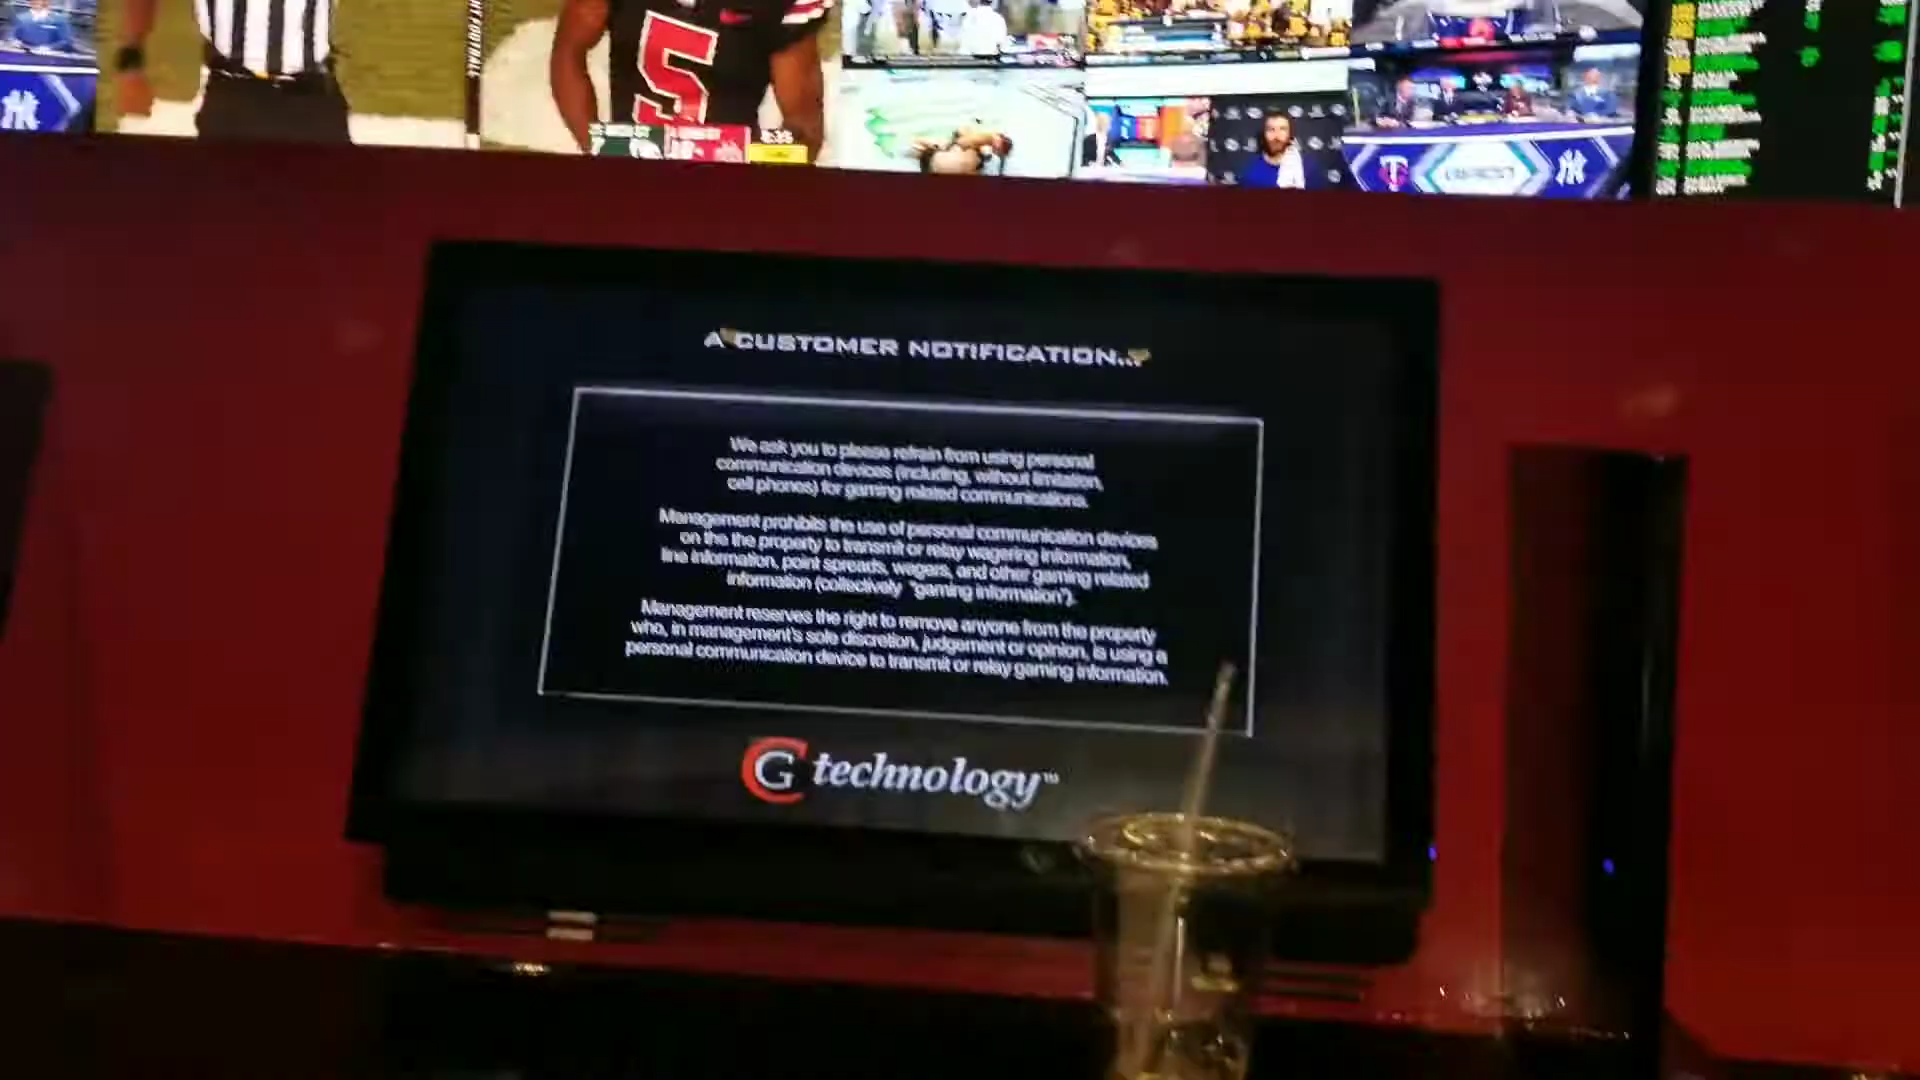 5
A CUSTOMER NOTIFICATION...
We ask you to please refrain from using personal
communication devices (including, without limitation,
cell phones) for gaming related communications.
Management prohibits the use of personal communication devices
on the the property to transmit or relay wagering information,
line information, point spreads, wagers, and other gaming related
information (collectively "gaming information").
Management reserves the right to remove anyone from the property
who, in management's sole discretion, judgement or opinion, is using a
personal communication device to transmit or relay gaming information.
CG technology™